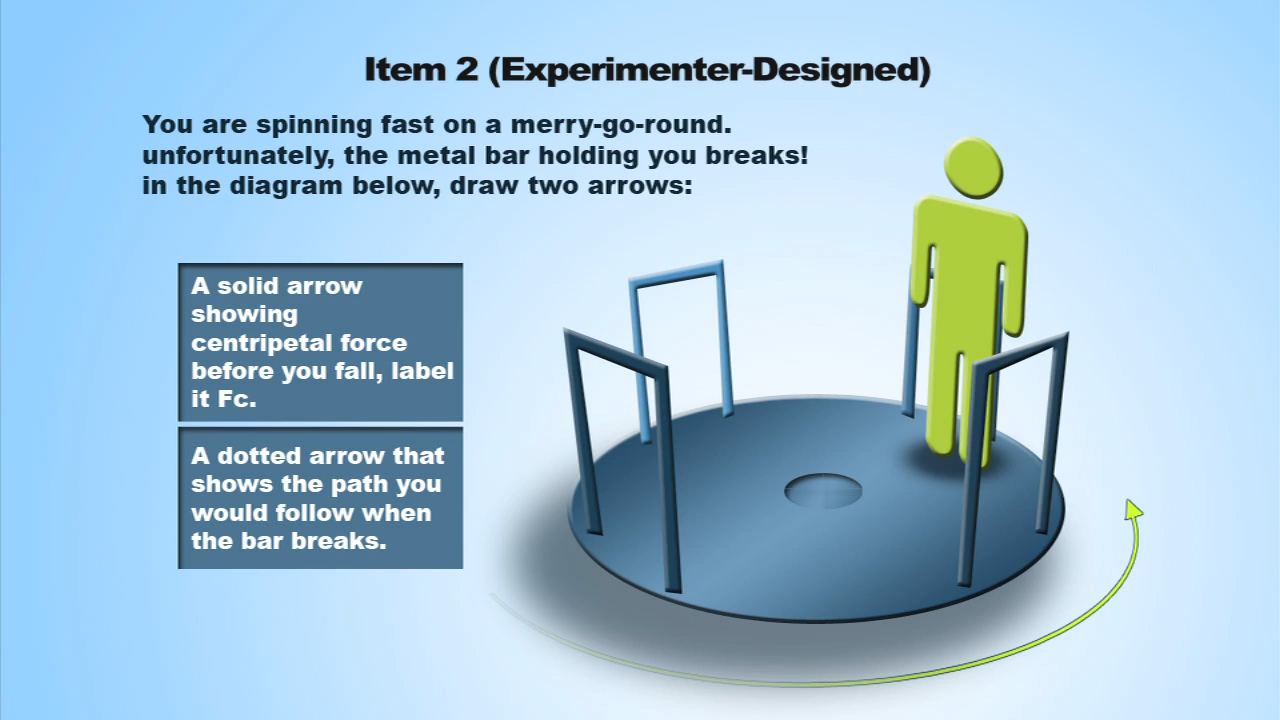 Item 2 (Experimenter-Designed)
You are spinning fast on a merry-go-round.
unfortunately, the metal bar holding you breaks!
in the diagram below, draw two arrows:
A solid arrow
showing
centripetal force
before you fall, label
it Fc.
A dotted arrow that
shows the path you
would follow when
the bar breaks.